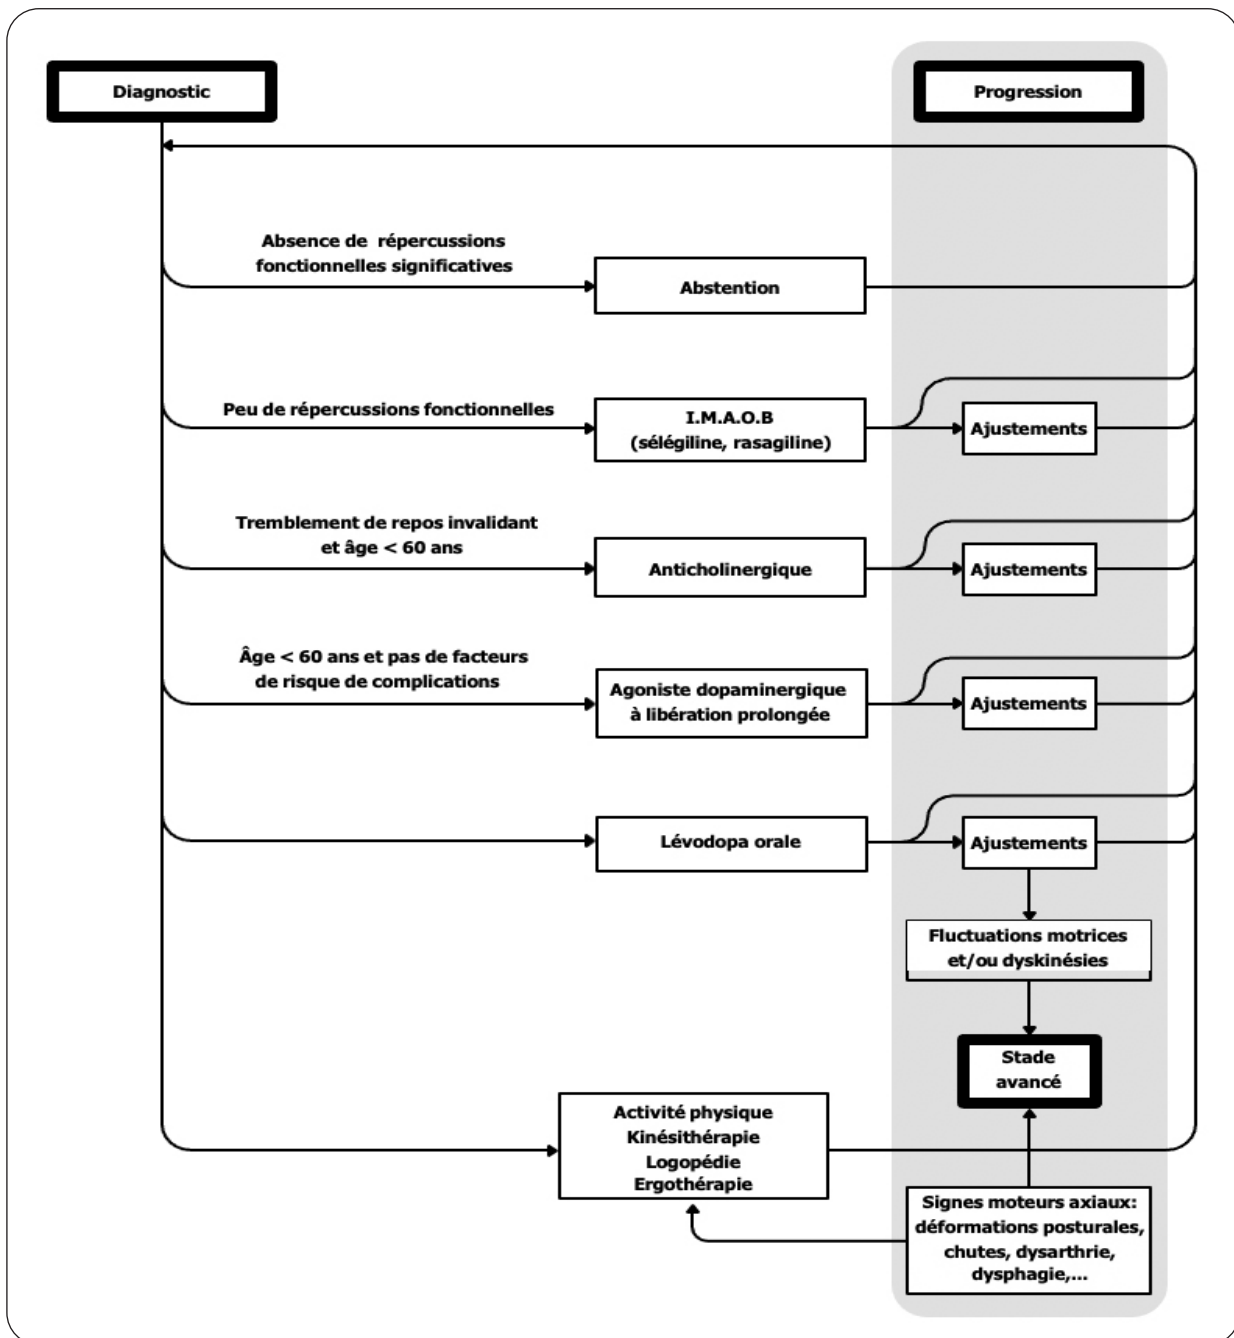 Diagnostic
Progression
Absence de répercussions
fonctionnelles significatives
Abstention
Peu de répercussions fonctionnelles
I.M.A.O.B
(sélégiline, rasagiline)
Ajustements
Tremblement de repos invalidant
et âge < 60 ans
Anticholinergique
Ajustements
Âge < 60 ans et pas de facteurs
de risque de complications
Agoniste dopaminergique
à libération prolongée
Ajustements
Lévodopa orale
Ajustements
Fluctuations motrices
et/ou dyskinésies
Stade
avancé
Activité physique
Kinésithérapie
Logopédie
Ergothérapie
Signes moteurs axiaux:
déformations posturales,
chutes, dysarthrie,
dysphagie,...